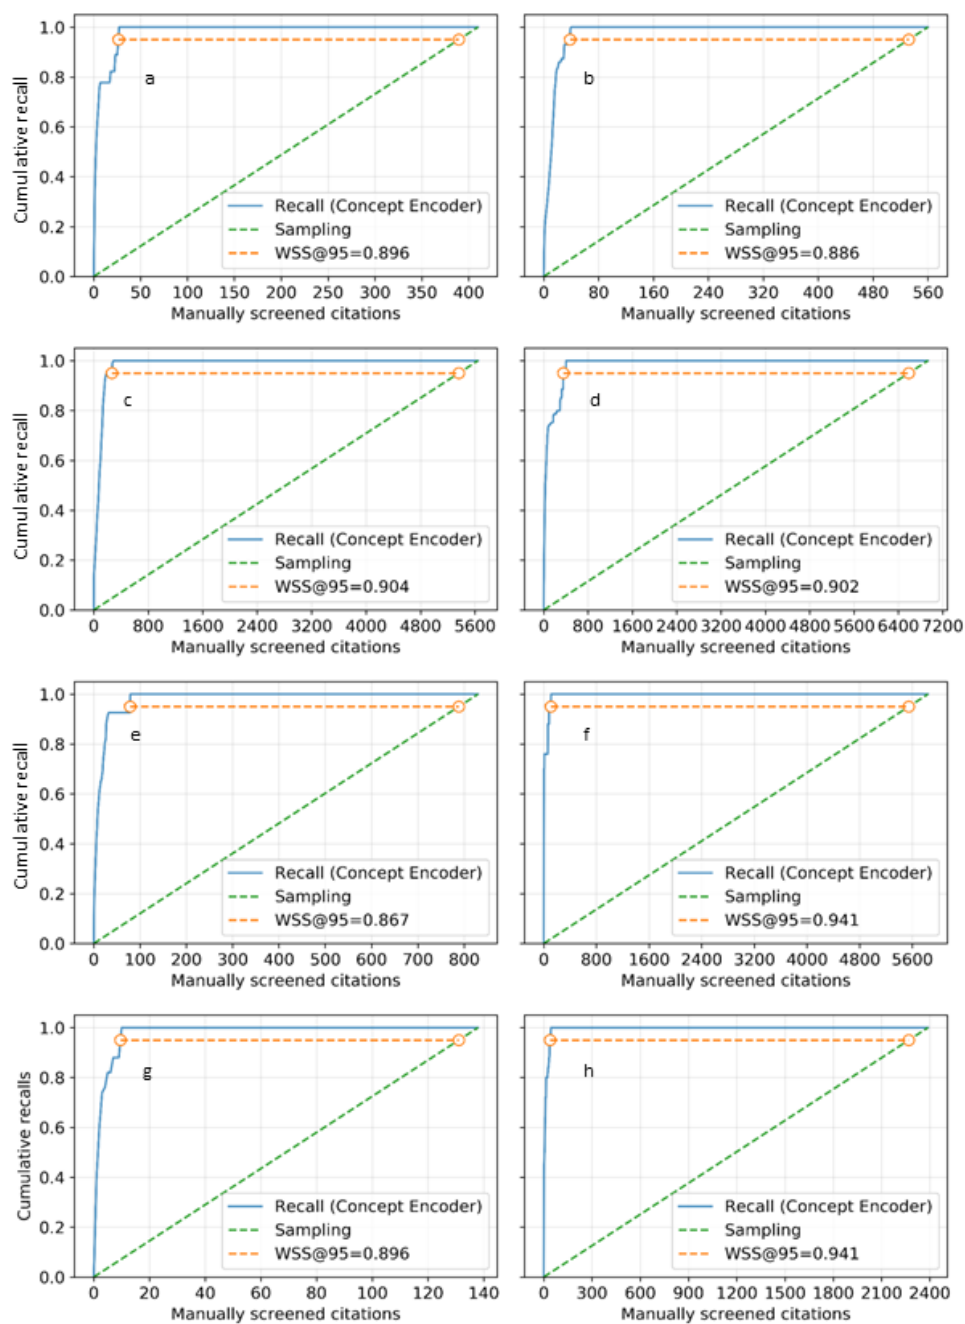 1.0
0.8
0.6
0.4
0.2
0.0
Cumulative recall
a
Recall (Concept Encoder)
Sampling
WSS@95=0.896
0 50 100 150 200 250 300 350 400
Manually screened citations
b
Recall (Concept Encoder)
Sampling
WSS@95=0.886
0 80 160 240 320 400 480 560
Manually screened citations
1.0
0.8
0.6
0.4
0.2
0.0
Cumulative recall
c
Recall (Concept Encoder)
Sampling
WSS@95=0.904
0 800 1600 2400 3200 4000 4800 5600
Manually screened citations
d
Recall (Concept Encoder)
Sampling
WSS@95=0.902
0 800 1600 2400 3200 4000 4800 5600 6400 7200
Manually screened citations
1.0
0.8
0.6
0.4
0.2
0.0
Cumulative recall
e
Recall (Concept Encoder)
Sampling
WSS@95=0.867
0 100 200 300 400 500 600 700 800
Manually screened citations
f
Recall (Concept Encoder)
Sampling
WSS@95=0.941
0 800 1600 2400 3200 4000 4800 5600
Manually screened citations
1.0
0.8
0.6
0.4
0.2
0.0
Cumulative recalls
g
Recall (Concept Encoder)
Sampling
WSS@95=0.896
0 20 40 60 80 100 120 140
Manually screened citations
h
Recall (Concept Encoder)
Sampling
WSS@95=0.941
0 300 600 900 1200 1500 1800 2100 2400
Manually screened citations